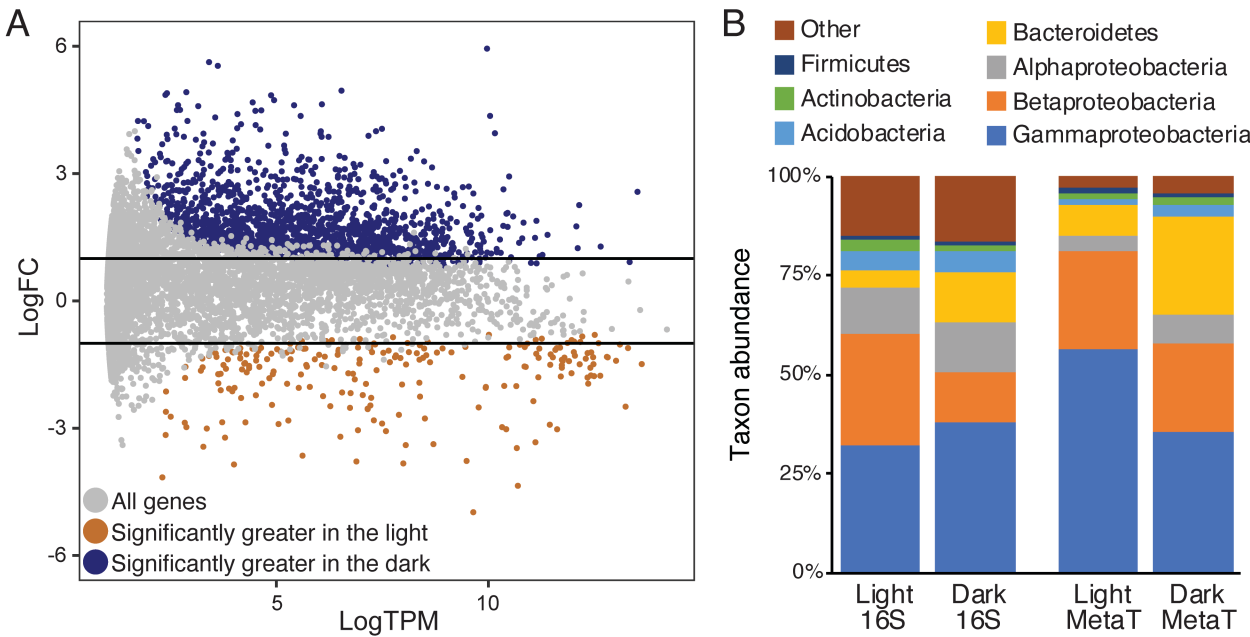 A
6
3
0
-3
-6
LogFC
All genes
Significantly greater in the light
Significantly greater in the dark
5
10
LogTPM
B
Other
Firmicutes
Actinobacteria
Acidobacteria
Bacteroidetes
Alphaproteobacteria
Betaproteobacteria
Gammaproteobacteria
100%
75%
50%
25%
0%
Taxon abundance
Light
16S
Dark
16S
Light
MetaT
Dark
MetaT